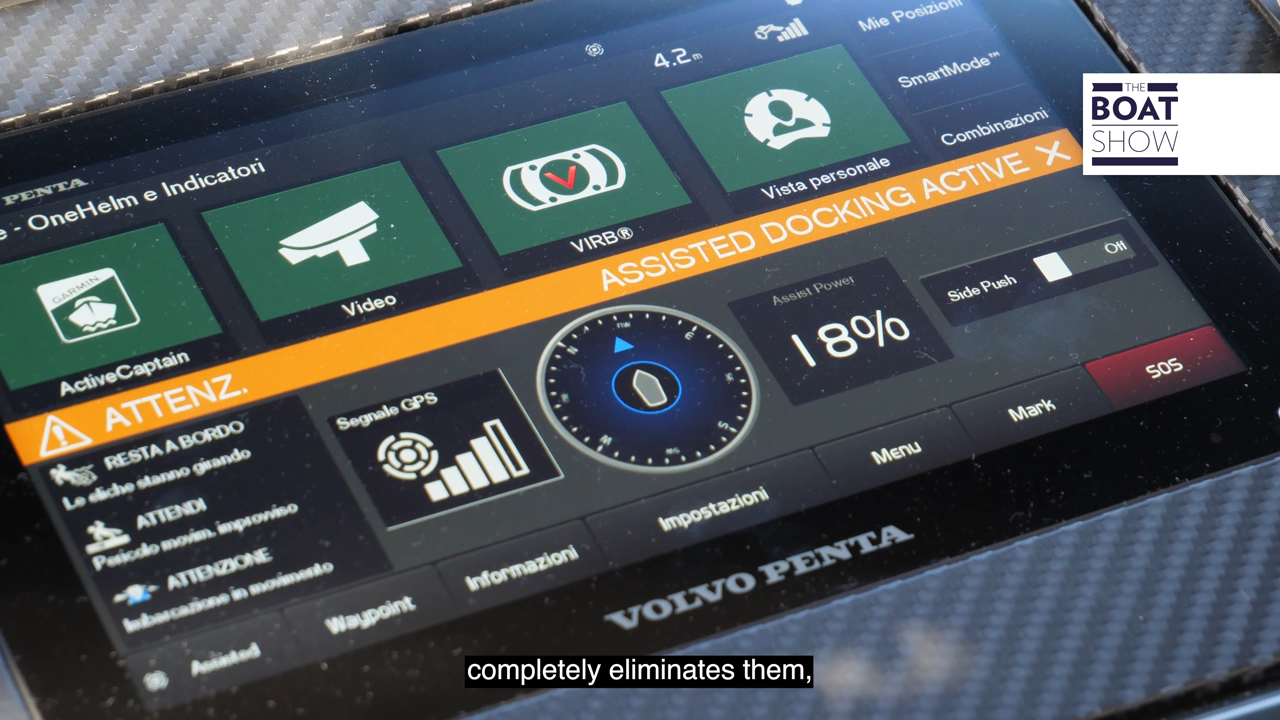 Mie Posizioni
4.2m
SmartMode™
Combinazioni
PENTA
e - OneHelm e Indicatori
Vista personale
VIRB®
Video
GARMIN
ActiveCaptain
ATTENZ.
ASSISTED DOCKING ACTIVE
RESTA A BORDO
Le eliche stanno girando
ATTENDI
Pericolo movim. improvviso
ATTENZIONE
Imbarcazione in movimento
Segnale GPS
Assist Power
18%
Side Push
Off
Assisted
Waypoint
Informazioni
Impostazioni
Menu
Mark
SOS
VOLVO PENTA
THE
BOAT
SHOW
completely eliminates them,